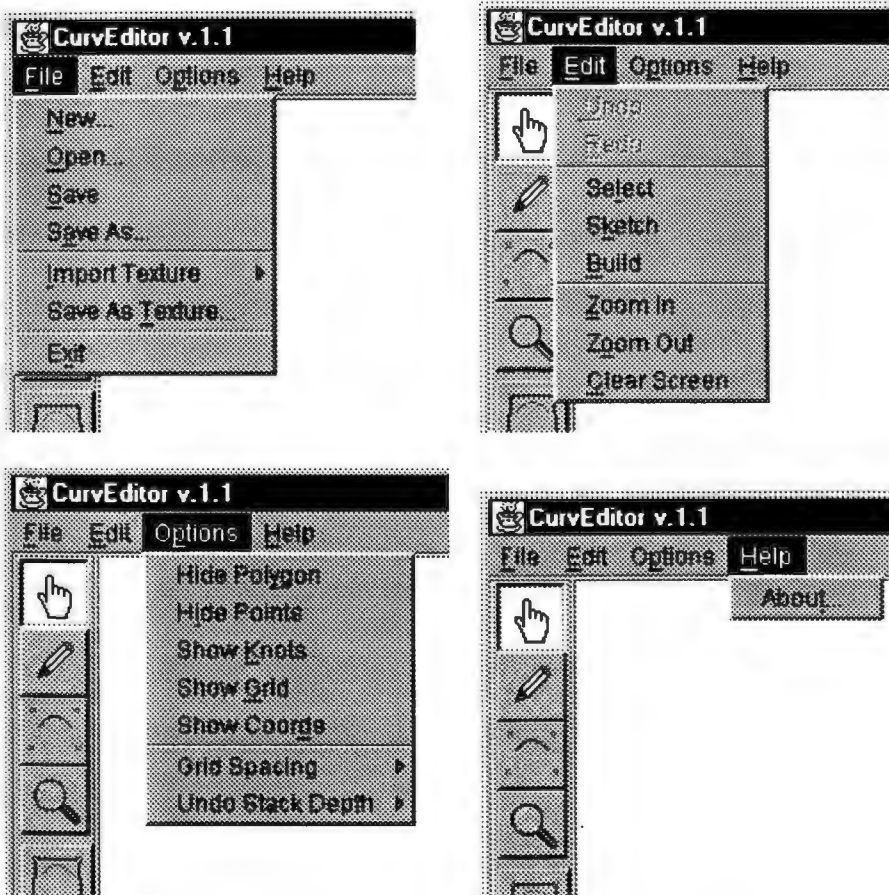 CurvEditor v.1.1
File Edit Options Help
New...
Open...
Save
Save As...
Import Texture
Save As Texture...
Exit
CurvEditor v.1.1
File Edit Options Help
Undo
Redo
Select
Sketch
Build
Zoom In
Zoom Out
Clear Screen
CurvEditor v.1.1
File Edit Options Help
Hide Polygon
Hide Points
Show Knots
Show Grid
Show Coords
Grid Spacing
Undo Stack Depth
CurvEditor v.1.1
File Edit Options Help
About...